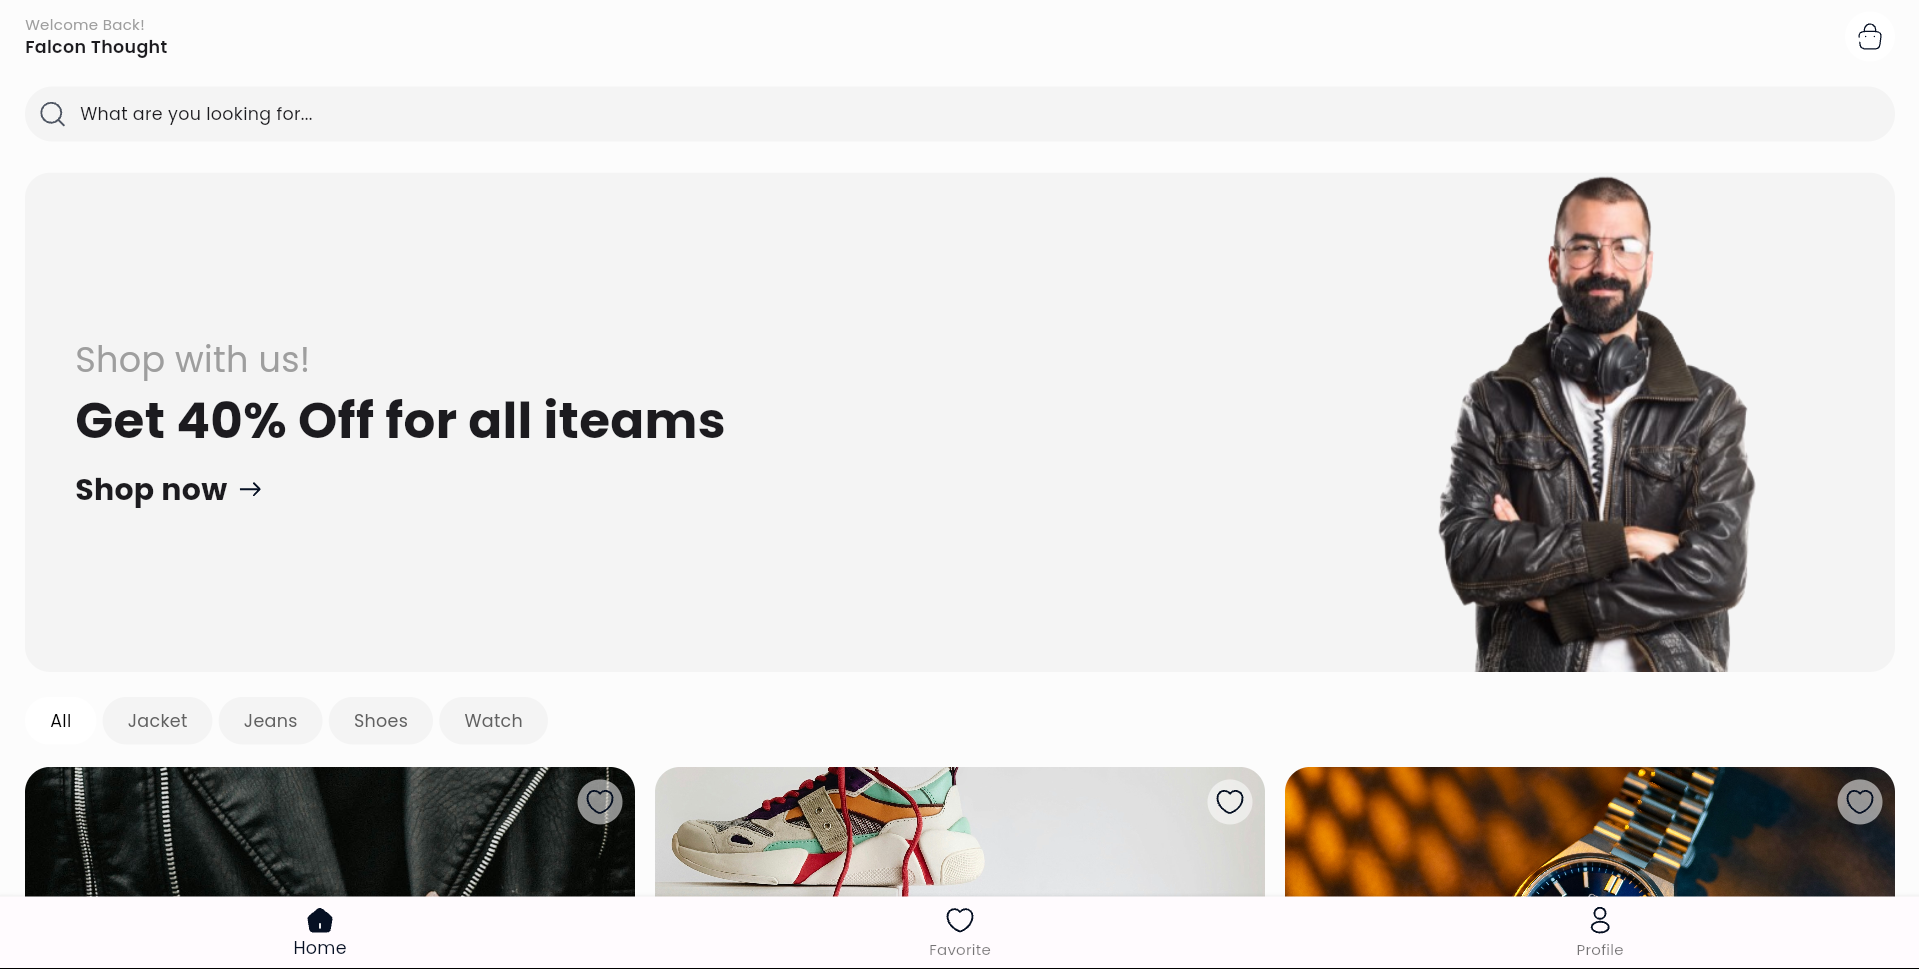 Welcome Back!
Falcon Thought
What are you looking for...
Shop with us!
Get 40% Off for all iteams
Shop now
All
Jacket
Jeans
Shoes
Watch
Home
Favorite
Profile